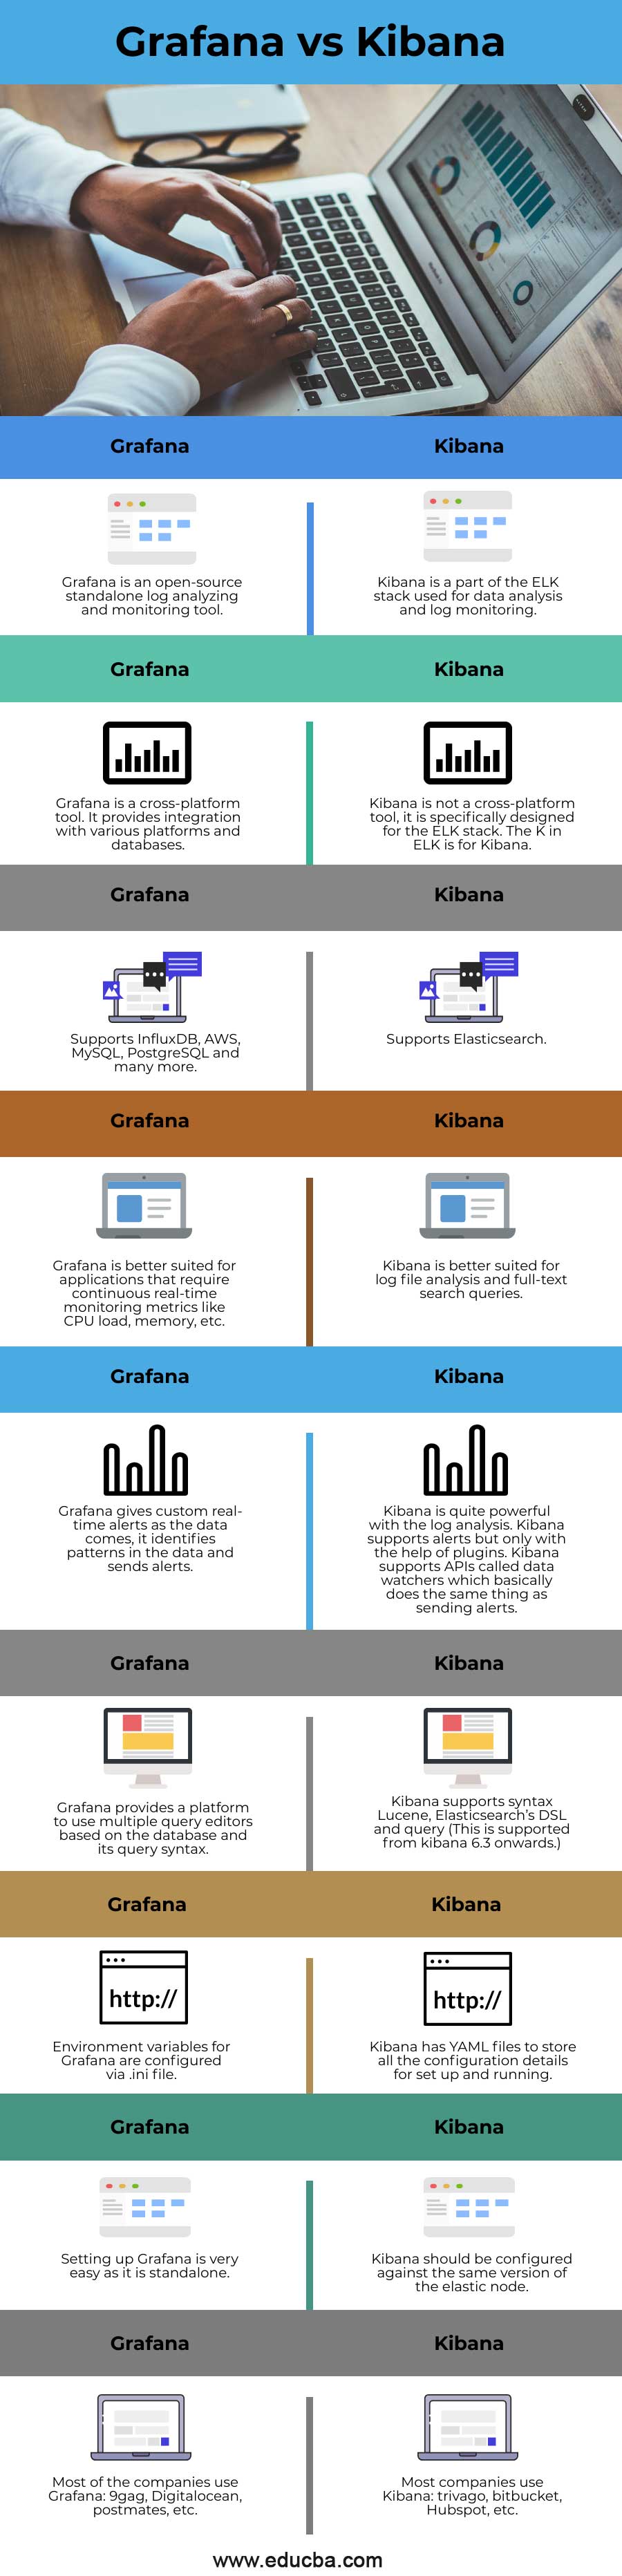 Grafana vs Kibana
Grafana
Kibana
Grafana is an open-source
standalone log analyzing
and monitoring tool.
Kibana is a part of the ELK
stack used for data analysis
and log monitoring.
Grafana
Kibana
Grafana is a cross-platform
tool. It provides integration
with various platforms and
databases.
Kibana is not a cross-platform
tool, it is specifically designed
for the ELK stack. The K in
ELK is for Kibana.
Grafana
Kibana
Supports InfluxDB, AWS,
MySQL, PostgreSQL and
many more.
Supports Elasticsearch.
Grafana
Kibana
Grafana is better suited for
applications that require
continuous real-time
monitoring metrics like
CPU load, memory, etc.
Kibana is better suited for
log file analysis and full-text
search queries.
Grafana
Kibana
Grafana gives custom real-
time alerts as the data
comes, it identifies
patterns in the data and
sends alerts.
Kibana is quite powerful
with the log analysis. Kibana
supports alerts but only with
the help of plugins. Kibana
supports APIs called data
watchers which basically
does the same thing as
sending alerts.
Grafana
Kibana
Grafana provides a platform
to use multiple query editors
based on the database and
its query syntax.
Kibana supports syntax
Lucene, Elasticsearch's DSL
and query (This is supported
from kibana 6.3 onwards.)
Grafana
Kibana
http://
http://
Environment variables for
Grafana are configured
via .ini file.
Kibana has YAML files to store
all the configuration details
for set up and running.
Grafana
Kibana
Setting up Grafana is very
easy as it is standalone.
Kibana should be configured
against the same version of
the elastic node.
Grafana
Kibana
Most of the companies use
Grafana: 9gag, Digitalocean,
postmates, etc.
Most companies use
Kibana: trivago, bitbucket,
Hubspot, etc.
www.educba.com